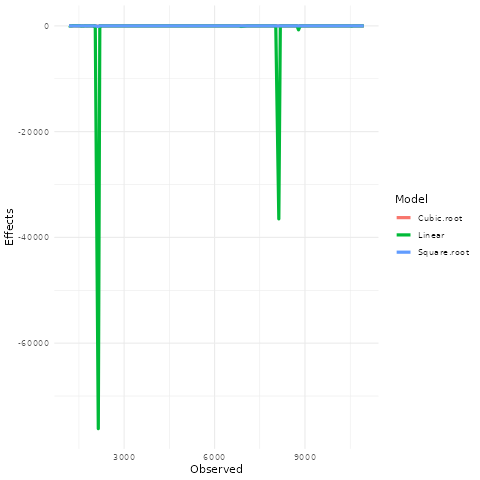 0
-20000
-40000
-60000
Effects
3000
6000
9000
Observed
Model
Cubic.root
Linear
Square.root